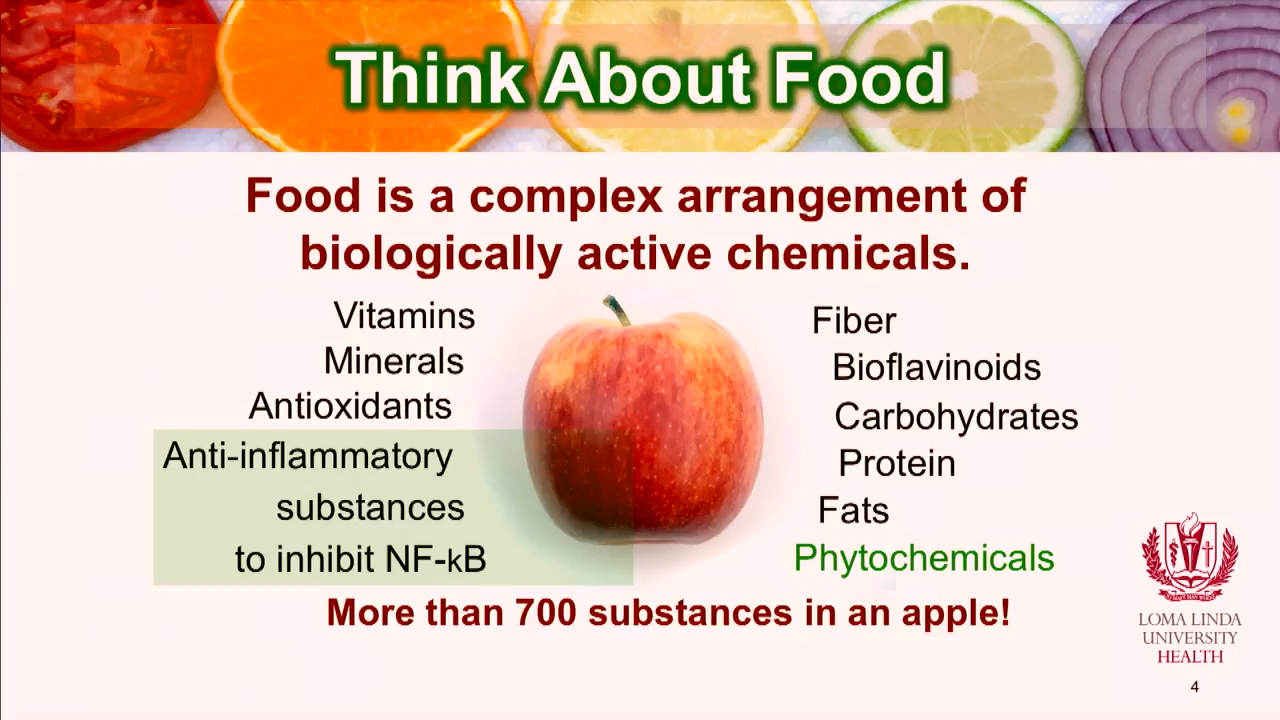 Think About Food
Food is a complex arrangement of
biologically active chemicals.
Vitamins
Minerals
Antioxidants
Anti-inflammatory
substances
to inhibit NF-κB
Fiber
Bioflavinoids
Carbohydrates
Protein
Fats
Phytochemicals
More than 700 substances in an apple!
LOMA LINDA
UNIVERSITY
HEALTH
4